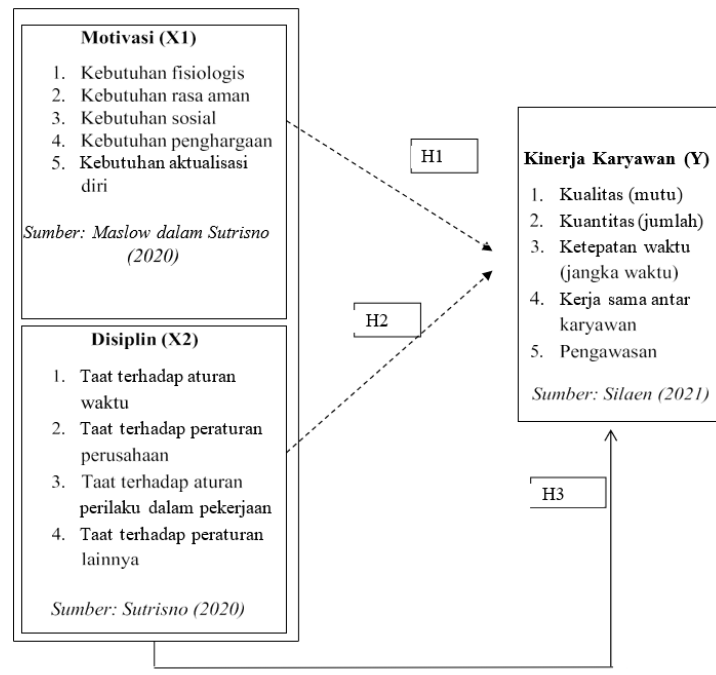 Motivasi (X1)
1. Kebutuhan fisiologis
2. Kebutuhan rasa aman
3. Kebutuhan sosial
4. Kebutuhan penghargaan
5. Kebutuhan aktualisasi
diri
Sumber: Maslow dalam Sutrisno
(2020)
Disiplin (X2)
1. Taat terhadap aturan
waktu
2. Taat terhadap peraturan
perusahaan
3. Taat terhadap aturan
perilaku dalam pekerjaan
4. Taat terhadap peraturan
lainnya
Sumber: Sutrisno (2020)
H1
H2
Kinerja Karyawan (Y)
1. Kualitas (mutu)
2. Kuantitas (jumlah)
3. Ketepatan waktu
(jangka waktu)
4. Kerja sama antar
karyawan
5. Pengawasan
Sumber: Silaen (2021)
H3